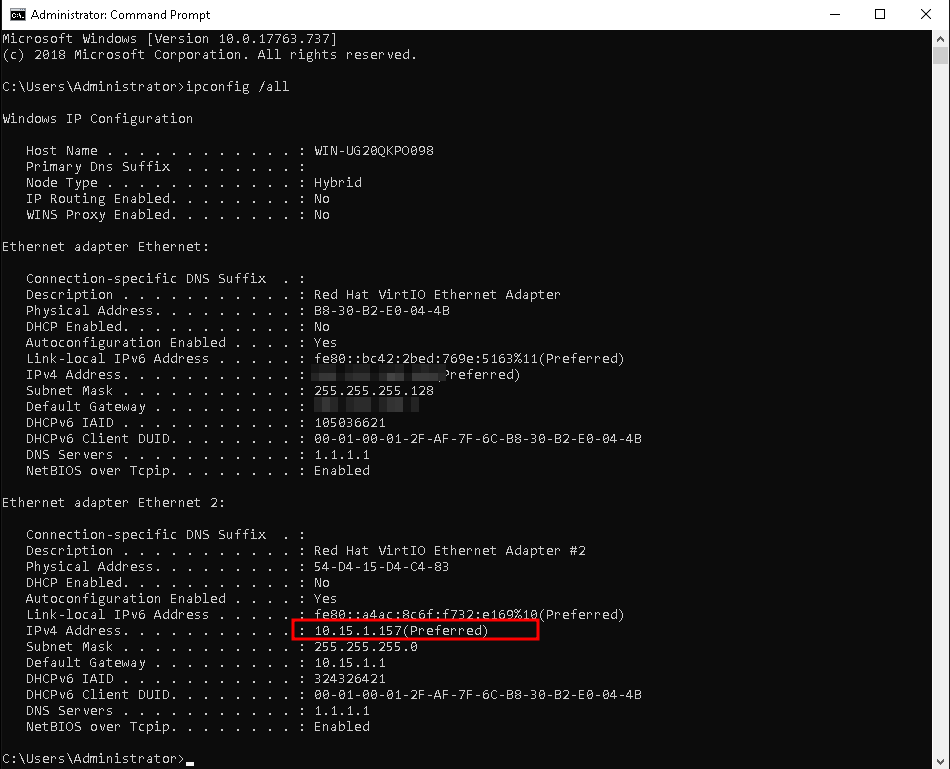 Administrator: Command Prompt
Microsoft Windows [Version 10.0.17763.737]
(c) 2018 Microsoft Corporation. All rights reserved.
C:\Users\Administrator>ipconfig /all
Windows IP Configuration
Host Name . . . . . . . . . . . . : WIN-UG20QKPO098
Primary Dns Suffix  . . . . . . . :
Node Type . . . . . . . . . . . . : Hybrid
IP Routing Enabled. . . . . . . . : No
WINS Proxy Enabled. . . . . . . . : No
Ethernet adapter Ethernet:
Connection-specific DNS Suffix  . :
Description . . . . . . . . . . . : Red Hat VirtIO Ethernet Adapter
Physical Address. . . . . . . . . : B8-30-B2-E0-04-4B
DHCP Enabled. . . . . . . . . . . : No
Autoconfiguration Enabled . . . . : Yes
Link-local IPv6 Address . . . . . : fe80::bc42:2bed:769e:5163%11(Preferred)
IPv4 Address. . . . . . . . . . . : Preferred)
Subnet Mask . . . . . . . . . . . : 255.255.255.128
Default Gateway . . . . . . . . . :
DHCPv6 IAID . . . . . . . . . . . : 105036621
DHCPv6 Client DUID. . . . . . . . : 00-01-00-01-2F-AF-7F-6C-B8-30-B2-E0-04-4B
DNS Servers . . . . . . . . . . . : 1.1.1.1
NetBIOS over Tcpip. . . . . . . . : Enabled
Ethernet adapter Ethernet 2:
Connection-specific DNS Suffix  . :
Description . . . . . . . . . . . : Red Hat VirtIO Ethernet Adapter #2
Physical Address. . . . . . . . . : 54-D4-15-D4-C4-83
DHCP Enabled. . . . . . . . . . . : No
Autoconfiguration Enabled . . . . : Yes
Link-local IPv6 Address . . . . . : fe80::a4ac:8c6f:f732:e169%10(Preferred)
IPv4 Address. . . . . . . . . . . : 10.15.1.157(Preferred)
Subnet Mask . . . . . . . . . . . : 255.255.255.0
Default Gateway . . . . . . . . . : 10.15.1.1
DHCPv6 IAID . . . . . . . . . . . : 324326421
DHCPv6 Client DUID. . . . . . . . : 00-01-00-01-2F-AF-7F-6C-B8-30-B2-E0-04-4B
DNS Servers . . . . . . . . . . . : 1.1.1.1
NetBIOS over Tcpip. . . . . . . . : Enabled
C:\Users\Administrator>